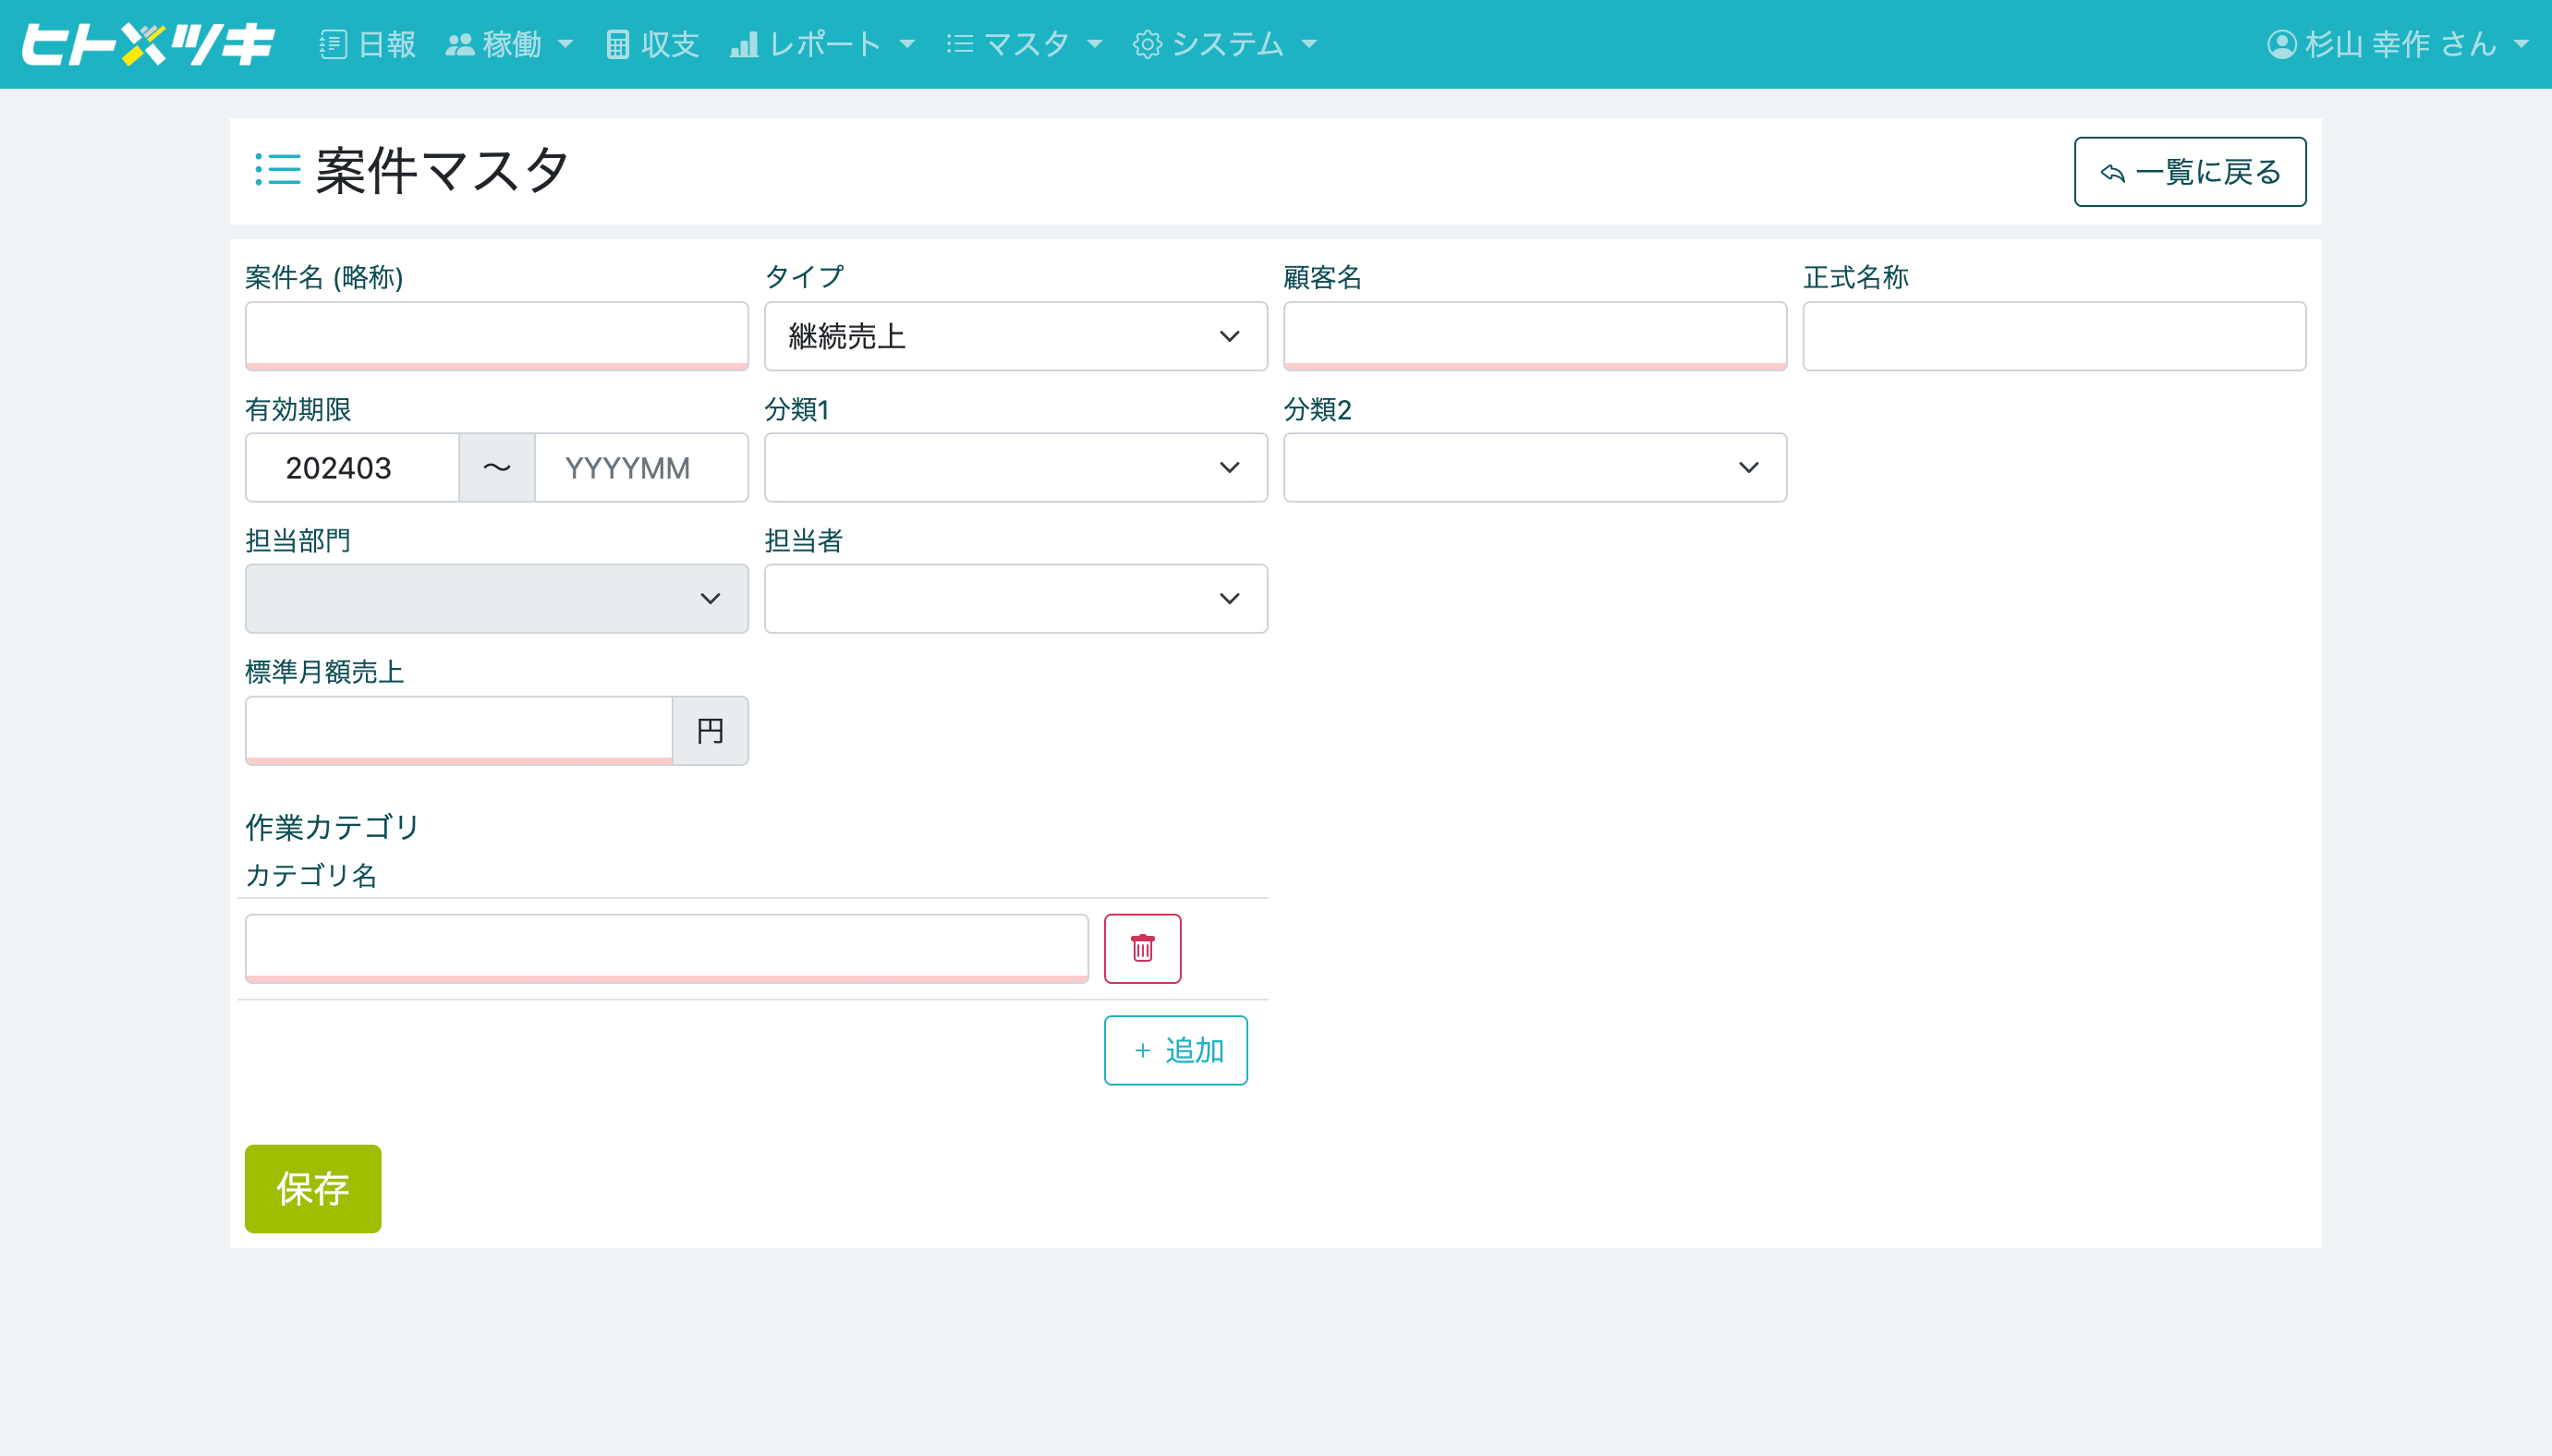 ヒトメツキ 日報 稼働 収支 レポート マスタ システム 杉山 幸作 さん
案件マスタ 一覧に戻る
案件名 (略称) タイプ 顧客名 正式名称
継続売上
有効期限 分類1 分類2
202403 〜 YYYYMM
担当部門 担当者
標準月額売上
円
作業カテゴリ
カテゴリ名
+ 追加
保存